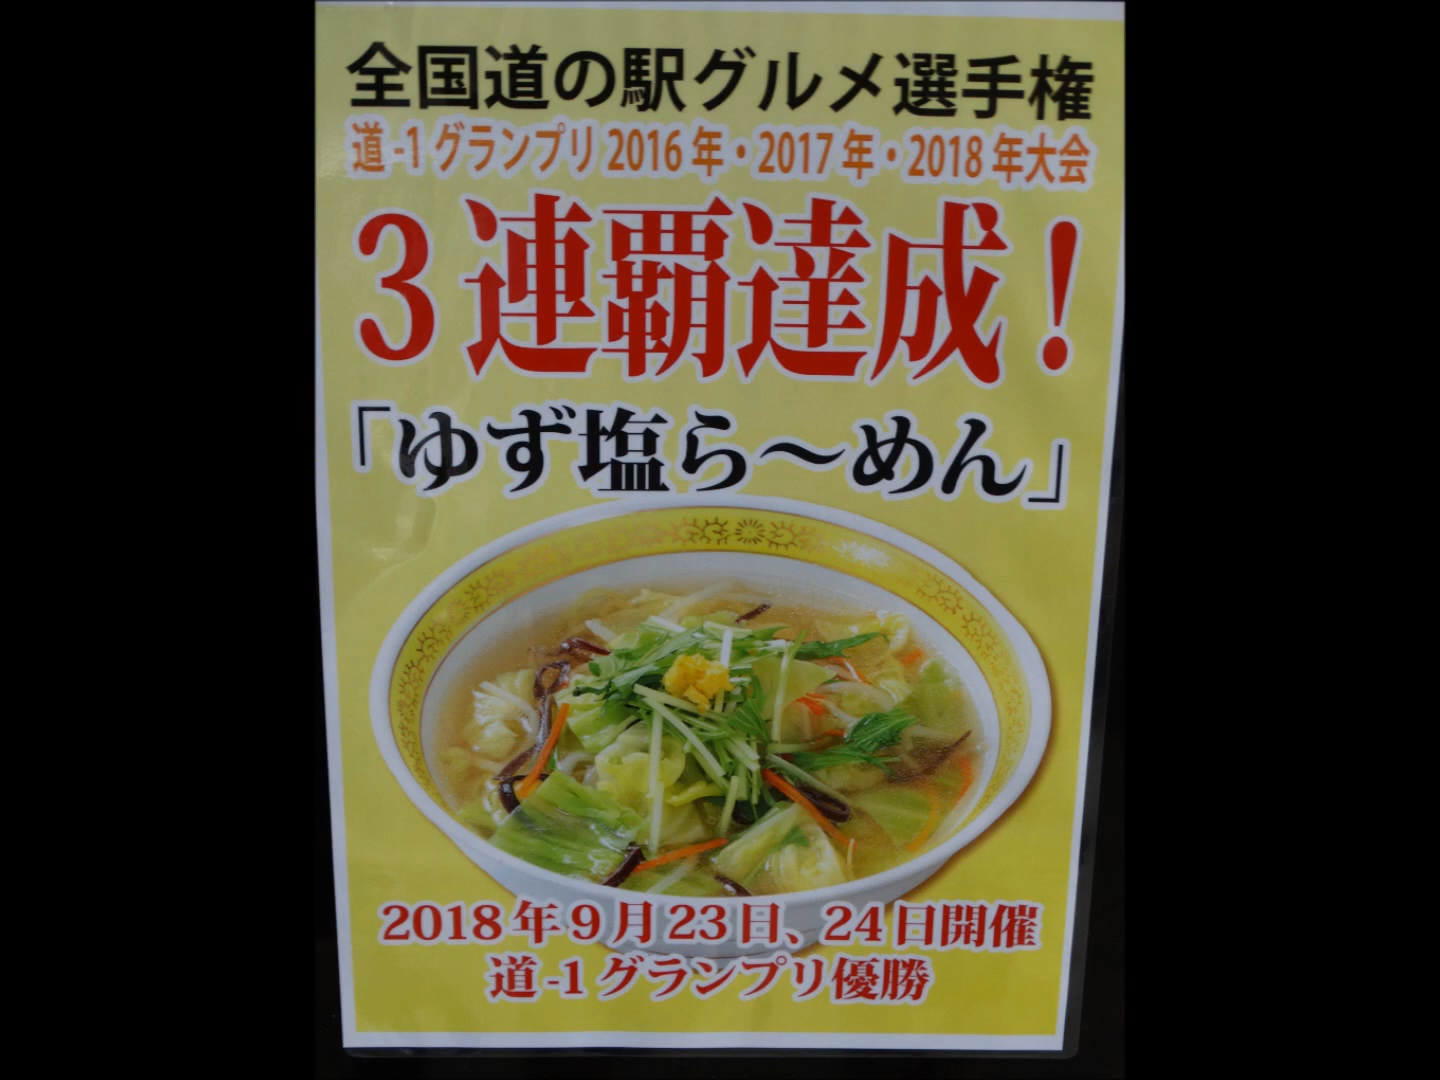 全国道の駅グルメ選手権
道-1グランプリ2016年・2017年・2018年大会
3連覇達成!
「ゆず塩ら〜めん」
2018年9月23日、24日開催
道-1グランプリ優勝